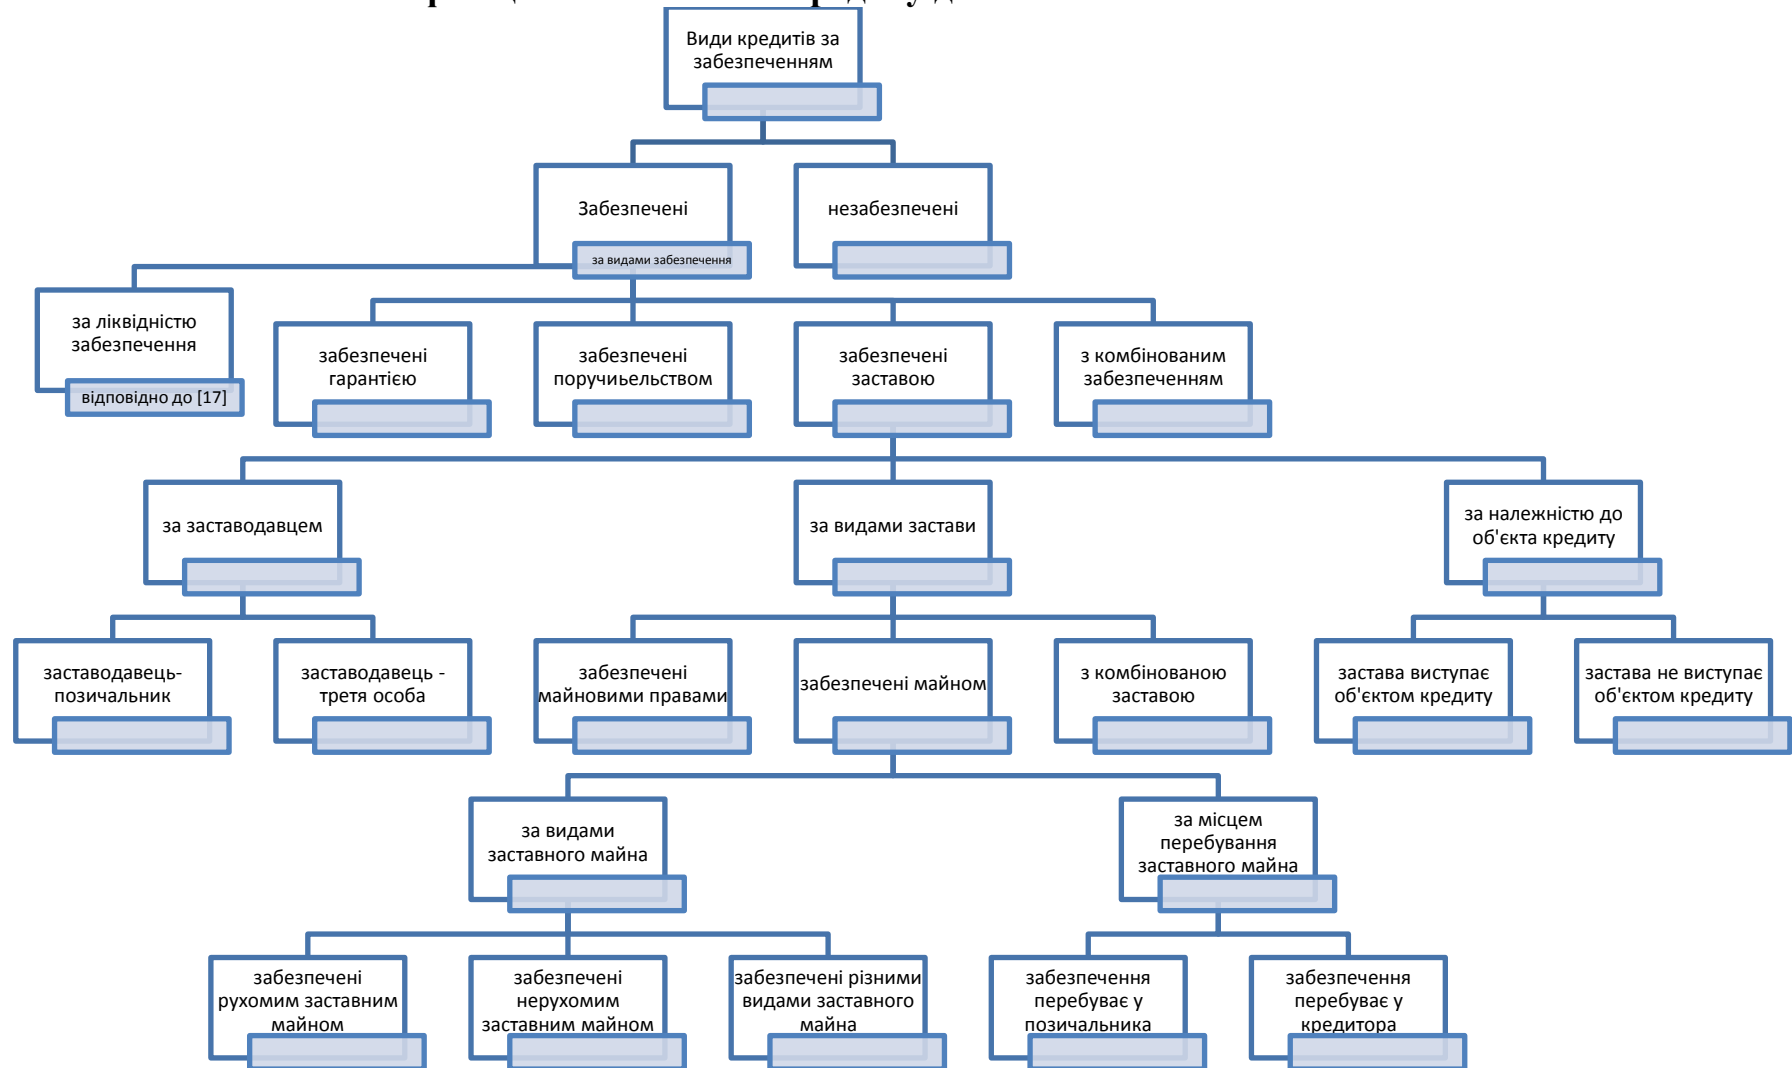 Види кредитів за
забезпеченням
Забезпечені
незабезпечені
за видами забезпечення
за ліквідністю
забезпечення
відповідно до [17]
забезпечені
гарантією
забезпечені
поручиьельством
забезпечені
заставою
з комбінованим
забезпеченням
за заставодавцем
за видами застави
за належністю до
об'єкта кредиту
заставодавець-
позичальник
заставодавець -
третя особа
забезпечені
майновими правами
забезпечені майном
з комбінованою
заставою
застава виступає
об'єктом кредиту
застава не виступає
об'єктом кредиту
за видами
заставного майна
за місцем
перебування
заставного майна
забезпечені
рухомим заставним
майном
забезпечені
нерухомим
заставним майном
забезпечені різними
видами заставного
майна
забезпечення
перебуває у
позичальника
забезпечення
перебуває у
кредитора